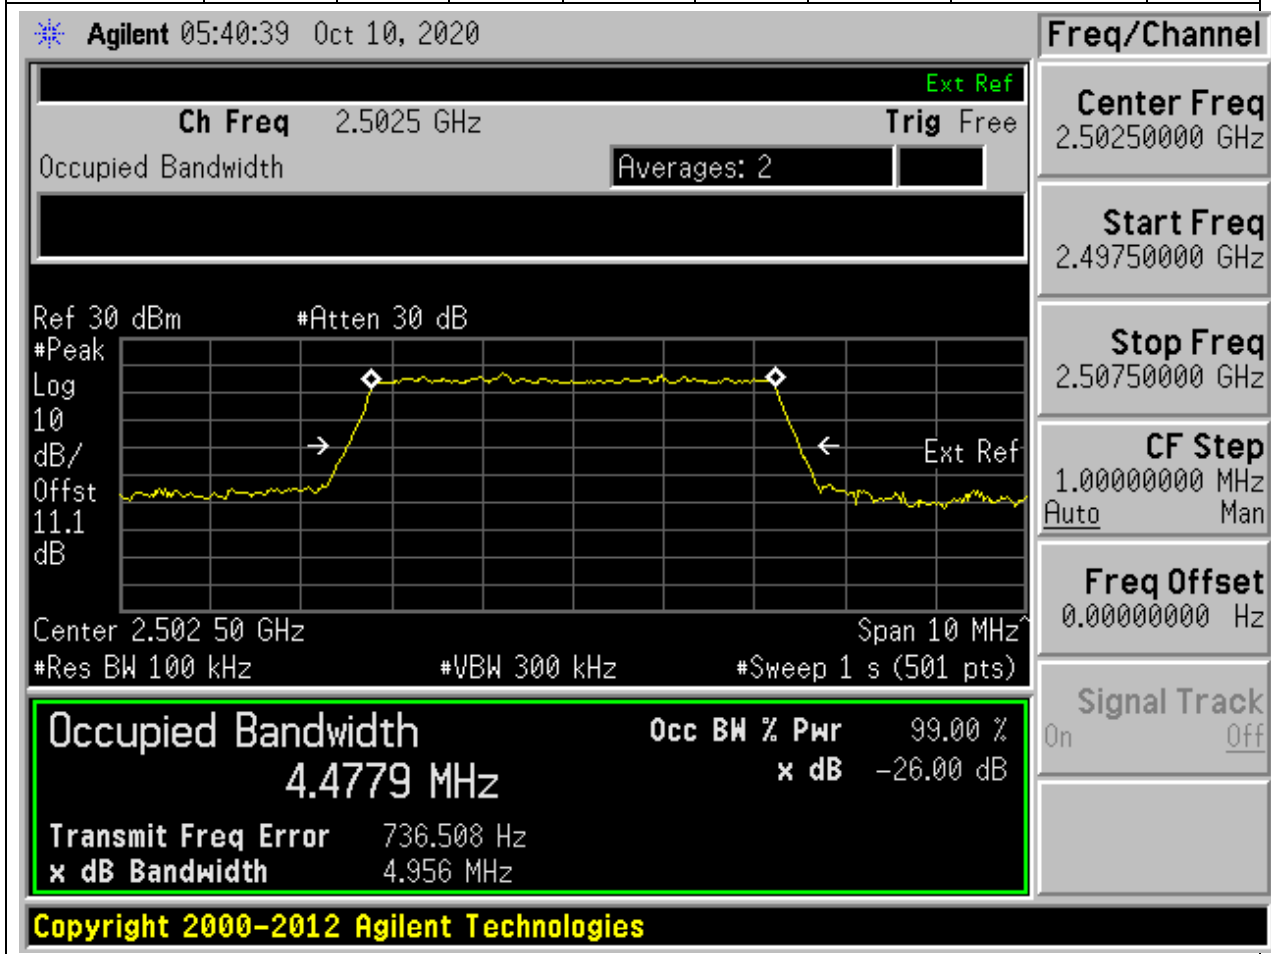 Agilent 05:40:39 Oct 10, 2020
Freq/Channel
Ext Ref
Ch Freq 2.5025 GHz Trig Free
Occupied Bandwidth Averages: 2
Center Freq
2.50250000 GHz
Start Freq
2.49750000 GHz
Stop Freq
2.50750000 GHz
CF Step
1.00000000 MHz
Auto Man
Freq Offset
0.00000000 Hz
Signal Track
On Off
Ref 30 dBm #Atten 30 dB
#Peak
Log
10
dB/
Offst
11.1
dB
Ext Ref
Center 2.502 50 GHz Span 10 MHz^
#Res BW 100 kHz #VBW 300 kHz #Sweep 1 s (501 pts)
Occupied Bandwidth
4.4779 MHz
Occ BW % Pwr 99.00 %
x dB -26.00 dB
Transmit Freq Error 736.508 Hz
x dB Bandwidth 4.956 MHz
Copyright 2000-2012 Agilent Technologies